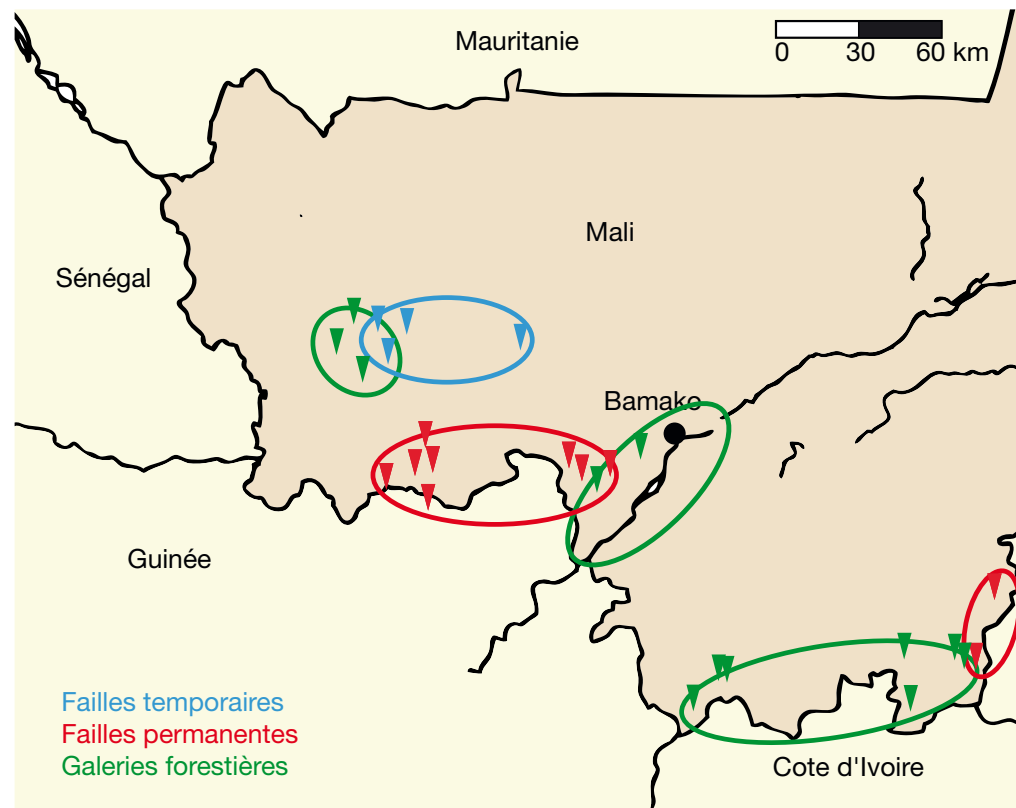 Mauritanie
0 30 60 km
Mali
Sénégal
Bamako
Guinée
Failles temporaires
Failles permanentes
Galeries forestières
Cote d'Ivoire